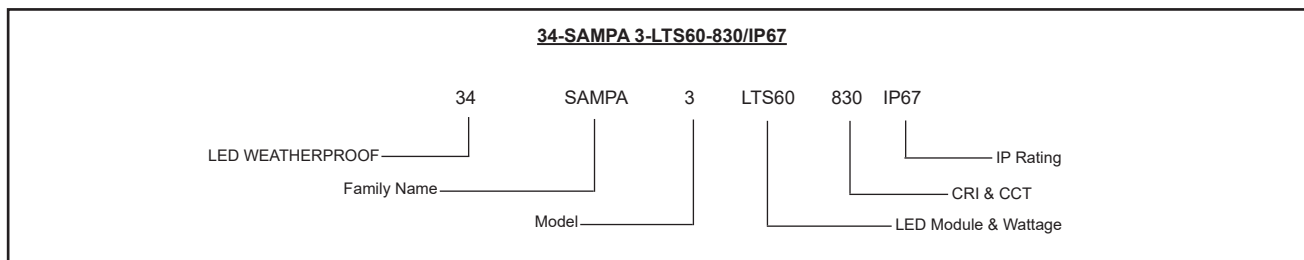 34-SAMPA 3-LTS60-830/IP67
34 SAMPA 3 LTS60 830 IP67
LED WEATHERPROOF
IP Rating
Family Name
CRI & CCT
Model
LED Module & Wattage